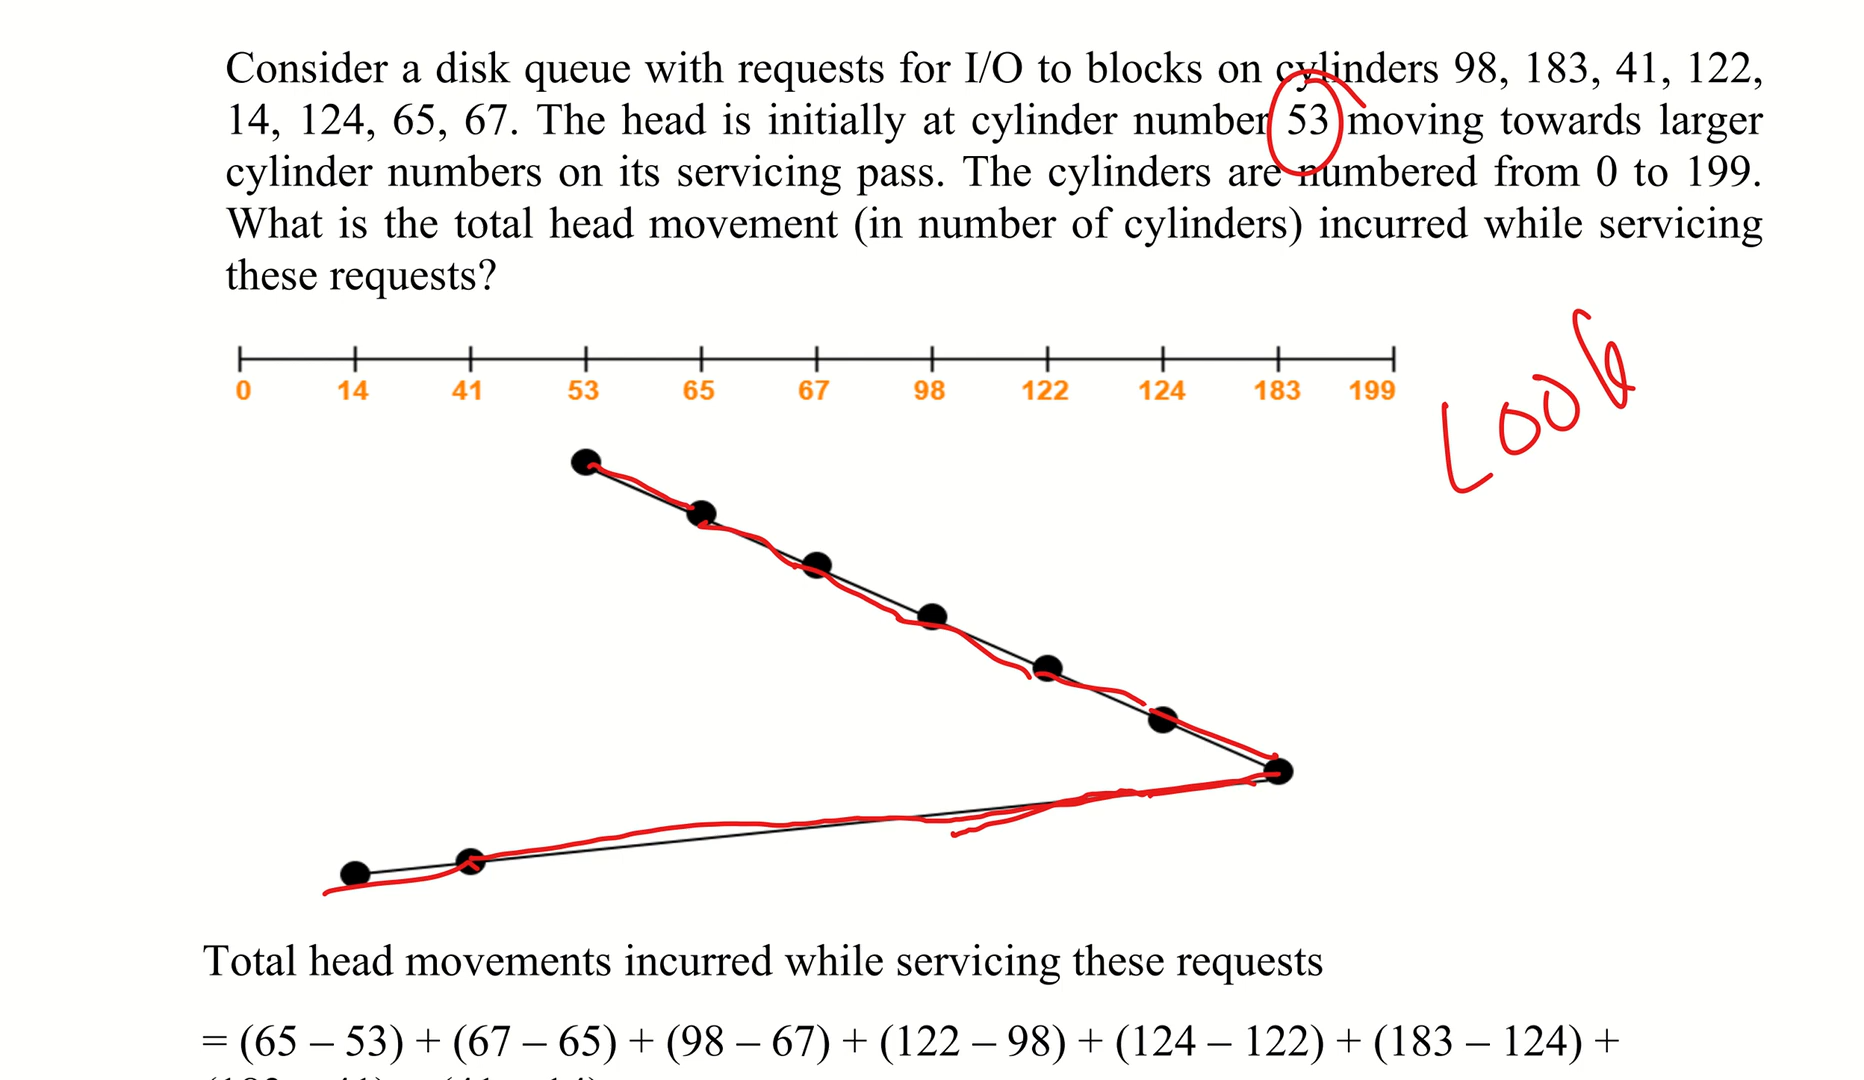 Consider a disk queue with requests for I/O to blocks on cylinders 98, 183, 41, 122,
14, 124, 65, 67. The head is initially at cylinder number 53 moving towards larger
cylinder numbers on its servicing pass. The cylinders are numbered from 0 to 199.
What is the total head movement (in number of cylinders) incurred while servicing
these requests?
0 14 41 53 65 67 98 122 124 183 199
LOOK
Total head movements incurred while servicing these requests
= (65 – 53) + (67 – 65) + (98 – 67) + (122 – 98) + (124 – 122) + (183 – 124) +